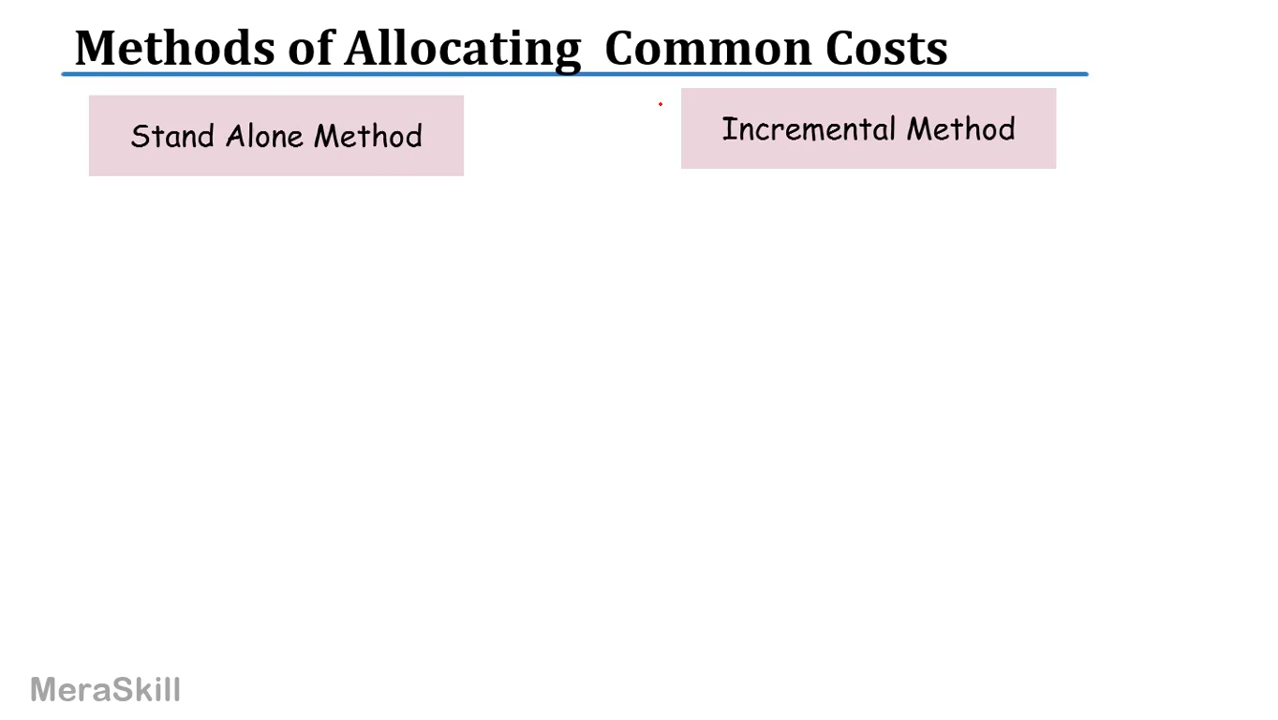 Methods of Allocating Common Costs
Stand Alone Method
Incremental Method
MeraSkill